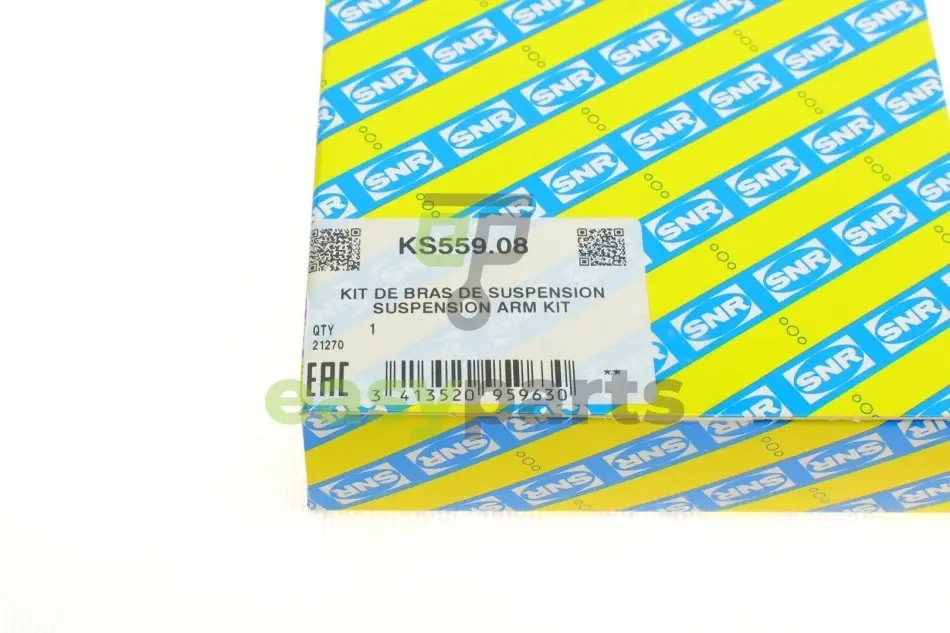 SNR
KS559.08
KIT DE BRAS DE SUSPENSION
SUSPENSION ARM KIT
QTY 1
21270
EAC
3 413520 959630
**
easyparts